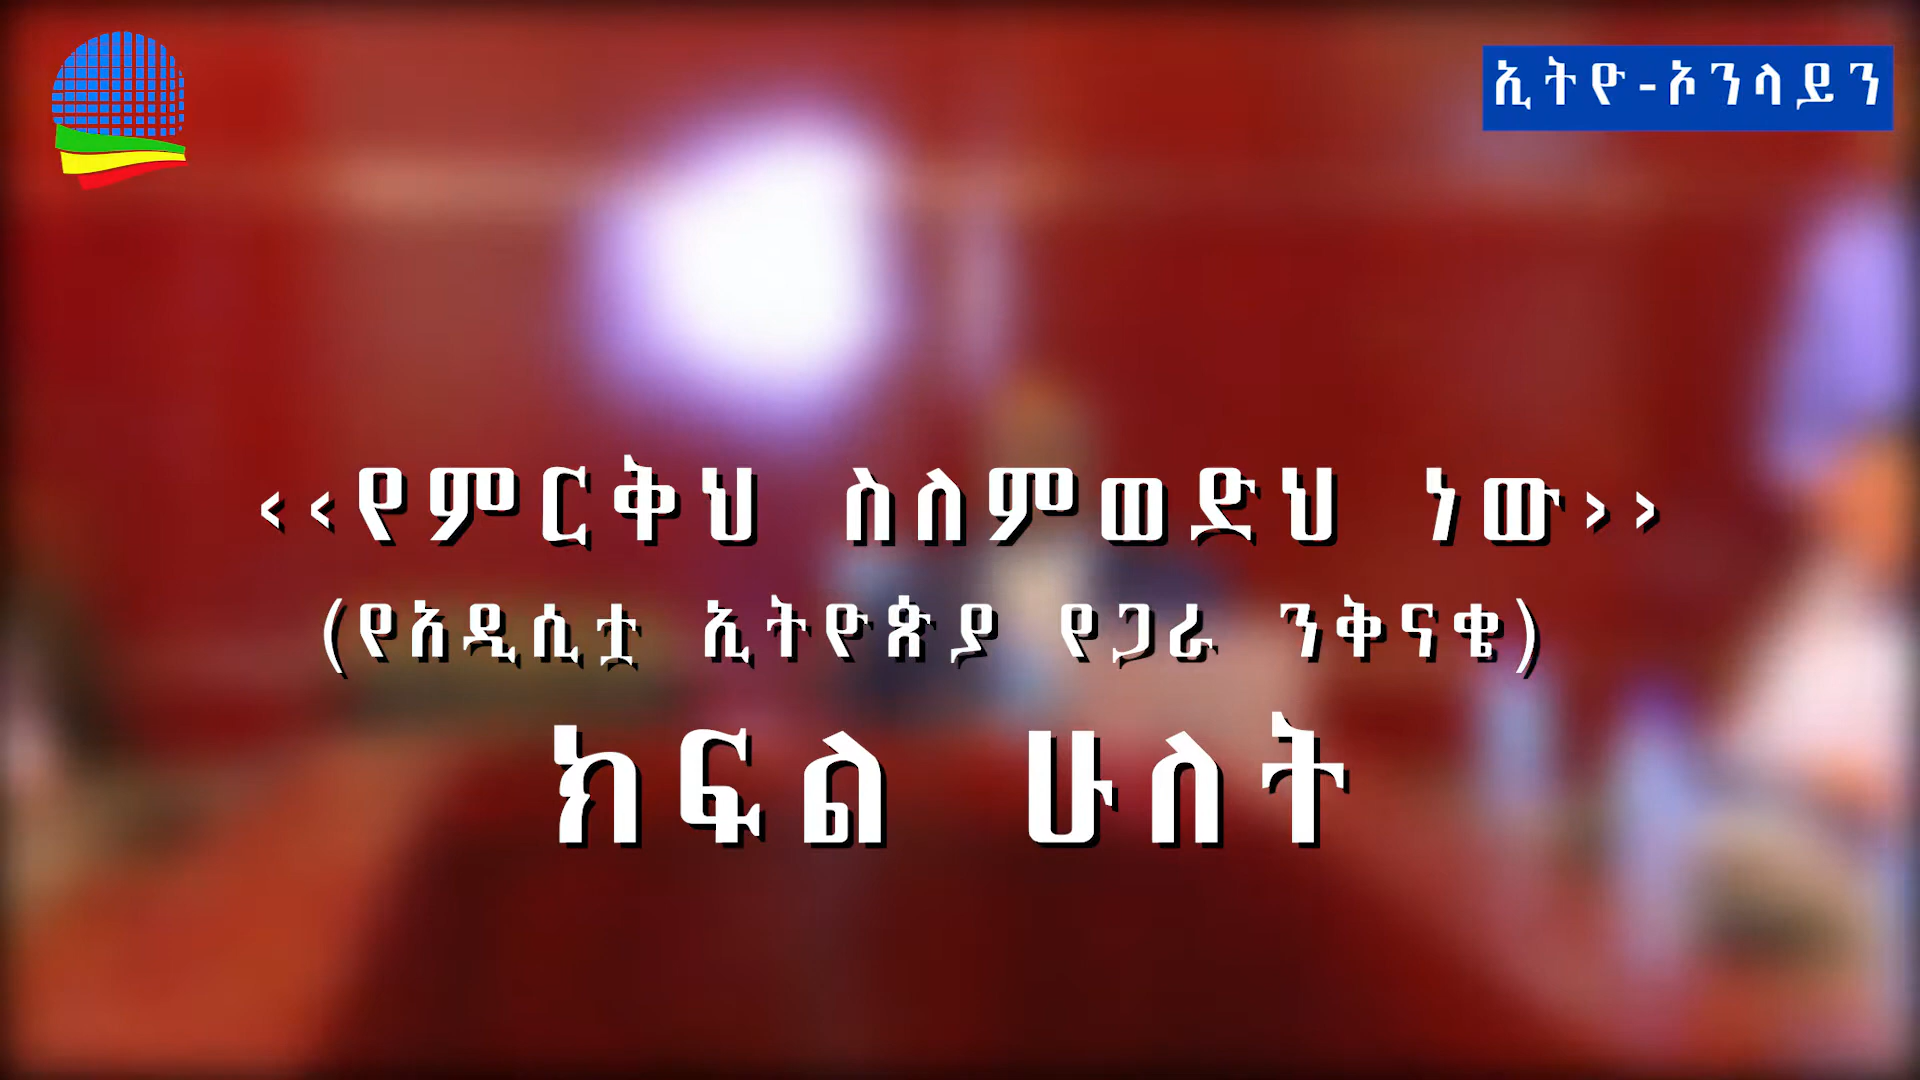 ኢትዮ-ኦንላይን
‹‹የምርቅህ ስለምወድህ ነው››
(የአዲሲቷ ኢትዮጵያ የጋራ ንቅናቄ)
ክፍል ሁለት